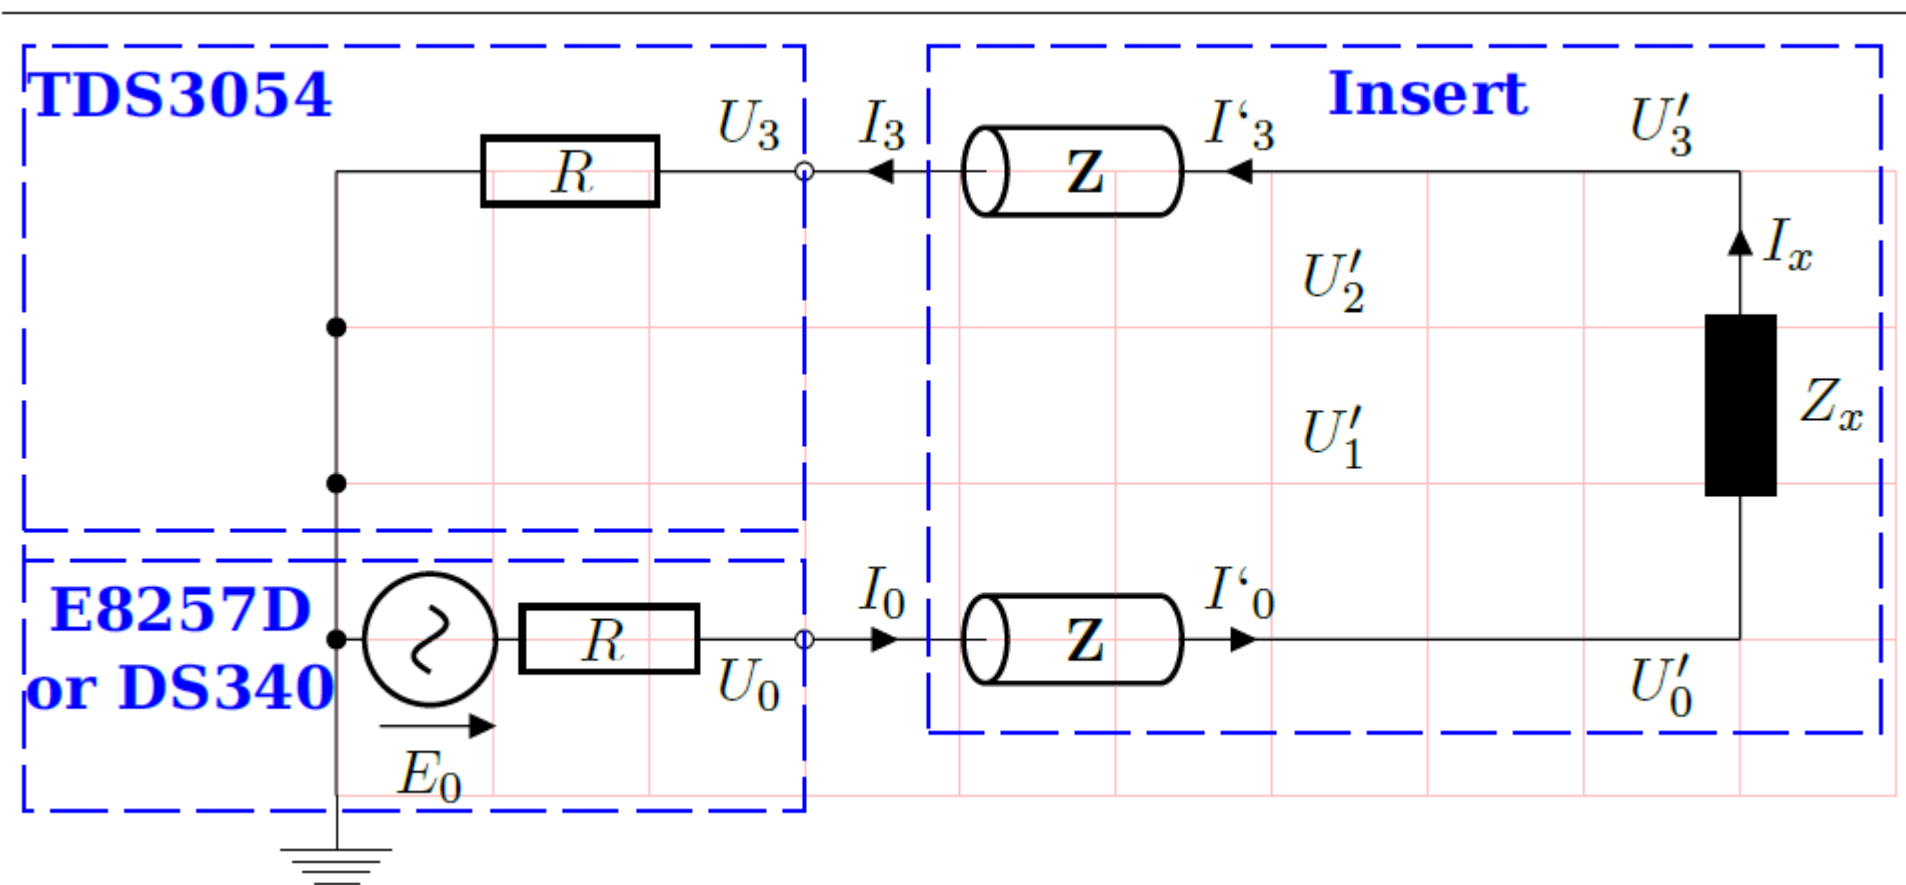 TDS3054
Insert
U₃
I₃
I‘₃
U′₃
R
Z
Iₓ
U′₂
Zₓ
U′₁
E8257D
or DS340
I₀
I‘₀
R
Z
U₀
U′₀
E₀